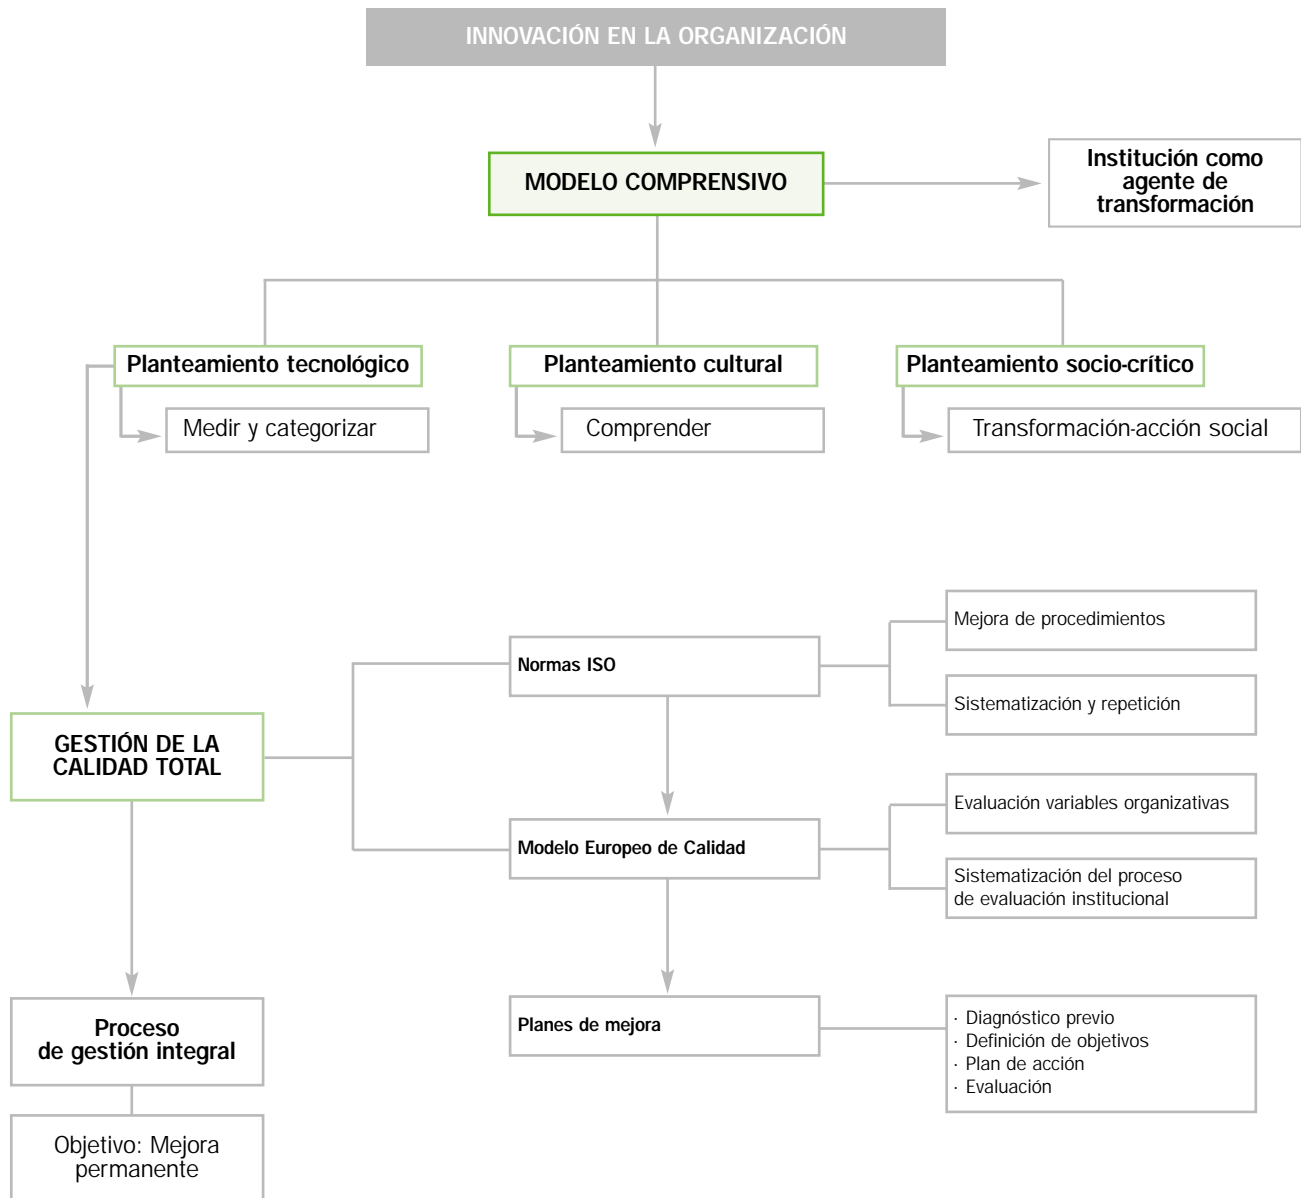 INNOVACIÓN EN LA ORGANIZACIÓN
MODELO COMPRENSIVO
Institución como
agente de
transformación
Planteamiento tecnológico
Medir y categorizar
Planteamiento cultural
Comprender
Planteamiento socio-crítico
Transformación-acción social
GESTIÓN DE LA
CALIDAD TOTAL
Normas ISO
Mejora de procedimientos
Sistematización y repetición
Modelo Europeo de Calidad
Evaluación variables organizativas
Sistematización del proceso
de evaluación institucional
Planes de mejora
· Diagnóstico previo
· Definición de objetivos
· Plan de acción
· Evaluación
Proceso
de gestión integral
Objetivo: Mejora
permanente